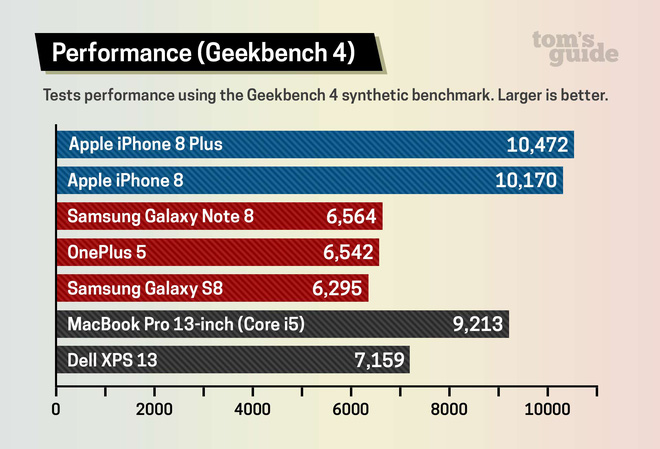 Performance (Geekbench 4)
tom's
guide
Tests performance using the Geekbench 4 synthetic benchmark. Larger is better.
Apple iPhone 8 Plus 10,472
Apple iPhone 8 10,170
Samsung Galaxy Note 8 6,564
OnePlus 5 6,542
Samsung Galaxy S8 6,295
MacBook Pro 13-inch (Core i5) 9,213
Dell XPS 13 7,159
0 2000 4000 6000 8000 10000